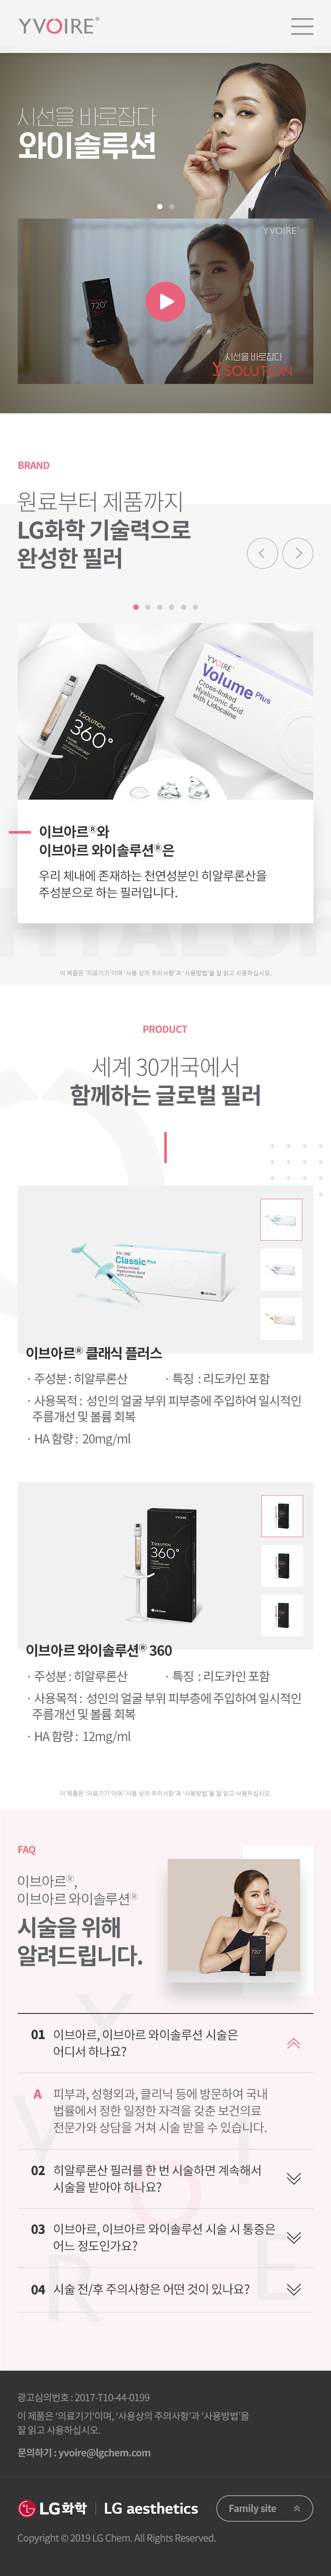 YVOIRE®
시선을 바로잡다
와이솔루션
YVOIRE®
720°
시선을 바로잡다
Y SOLUTION
BRAND
원료부터 제품까지
LG화학 기술력으로
완성한 필러
YVOIRE®
Volume Plus
Cross-linked
Hyaluronic Acid
with Lidocaine
YVOIRE®
YSOLUTION
360°
이브아르®와
이브아르 와이솔루션®은
우리 체내에 존재하는 천연성분인 히알루론산을
주성분으로 하는 필러입니다.
HYALUR
이 제품은 '의료기기'이며 '사용 상의 주의사항'과 '사용방법'을 잘 읽고 사용하십시오.
PRODUCT
세계 30개국에서
함께하는 글로벌 필러
YVOIRE
Classic Plus
Cross-linked
Hyaluronic Acid
with Lidocaine
LG Chem
이브아르® 클래식 플러스
· 주성분 : 히알루론산
· 특징 : 리도카인 포함
· 사용목적 : 성인의 얼굴 부위 피부층에 주입하여 일시적인
주름개선 및 볼륨 회복
· HA 함량 : 20mg/ml
YVOIRE
YSOLUTION
360°
LG Chem
이브아르 와이솔루션® 360
· 주성분 : 히알루론산
· 특징 : 리도카인 포함
· 사용목적 : 성인의 얼굴 부위 피부층에 주입하여 일시적인
주름개선 및 볼륨 회복
· HA 함량 : 12mg/ml
이 제품은 '의료기기'이며 '사용 상의 주의사항'과 '사용방법'을 잘 읽고 사용하십시오.
FAQ
이브아르®,
이브아르 와이솔루션®
시술을 위해
알려드립니다.
720°
01 이브아르, 이브아르 와이솔루션 시술은
어디서 하나요?
A 피부과, 성형외과, 클리닉 등에 방문하여 국내
법률에서 정한 일정한 자격을 갖춘 보건의료
전문가와 상담을 거쳐 시술 받을 수 있습니다.
02 히알루론산 필러를 한 번 시술하면 계속해서
시술을 받아야 하나요?
03 이브아르, 이브아르 와이솔루션 시술 시 통증은
어느 정도인가요?
04 시술 전/후 주의사항은 어떤 것이 있나요?
YVOIRE
광고심의번호 : 2017-T10-44-0199
이 제품은 '의료기기'이며, '사용상의 주의사항'과 '사용방법'을
잘 읽고 사용하십시오.
문의하기 : yvoire@lgchem.com
LG화학 | LG aesthetics
Family site
Copyright © 2019 LG Chem. All Rights Reserved.